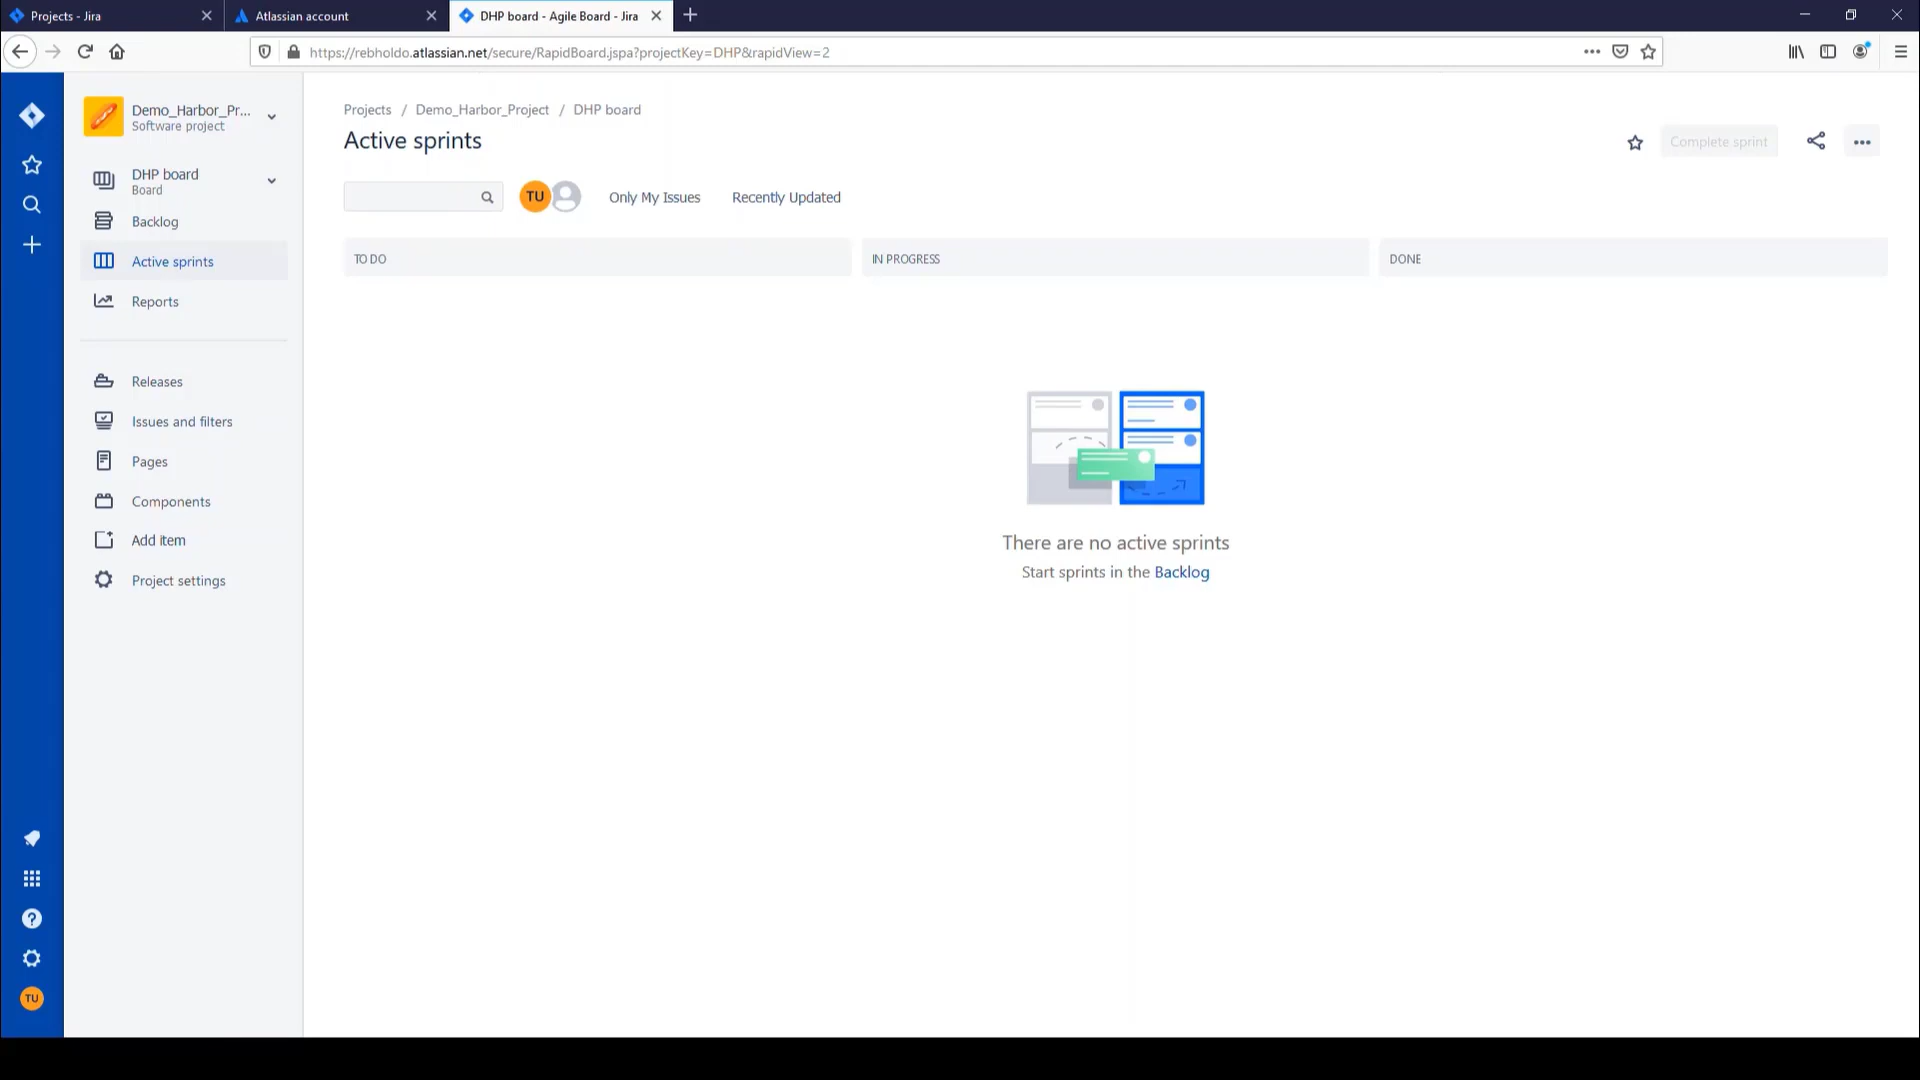 Projects - Jira
Atlassian account
DHP board - Agile Board - Jira
https://rebholdo.atlassian.net/secure/RapidBoard.jspa?projectKey=DHP&rapidView=2
Demo_Harbor_Pr...
Software project
DHP board
Board
Backlog
Active sprints
Reports
Releases
Issues and filters
Pages
Components
Add item
Project settings
TU
Projects / Demo_Harbor_Project / DHP board
Active sprints
Complete sprint
TU
Only My Issues
Recently Updated
TO DO
IN PROGRESS
DONE
There are no active sprints
Start sprints in the Backlog